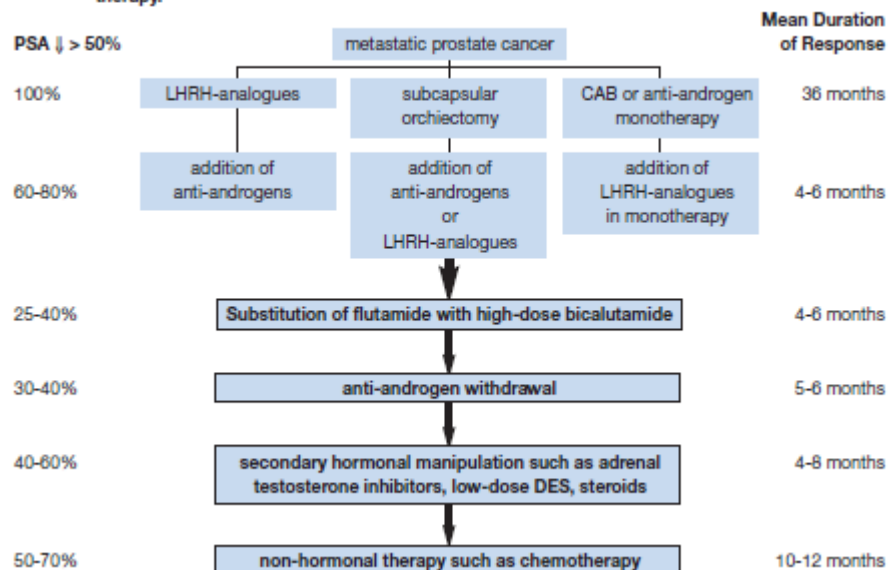 therapy.
Mean Duration
PSA ⇓ > 50% metastatic prostate cancer of Response
100% LHRH-analogues subcapsular CAB or anti-androgen 36 months
orchiectomy monotherapy
addition of addition of addition of
60-80% anti-androgens anti-androgens LHRH-analogues 4-6 months
or in monotherapy
LHRH-analogues
25-40% Substitution of flutamide with high-dose bicalutamide 4-6 months
30-40% anti-androgen withdrawal 5-6 months
40-60% secondary hormonal manipulation such as adrenal 4-8 months
testosterone inhibitors, low-dose DES, steroids
50-70% non-hormonal therapy such as chemotherapy 10-12 months